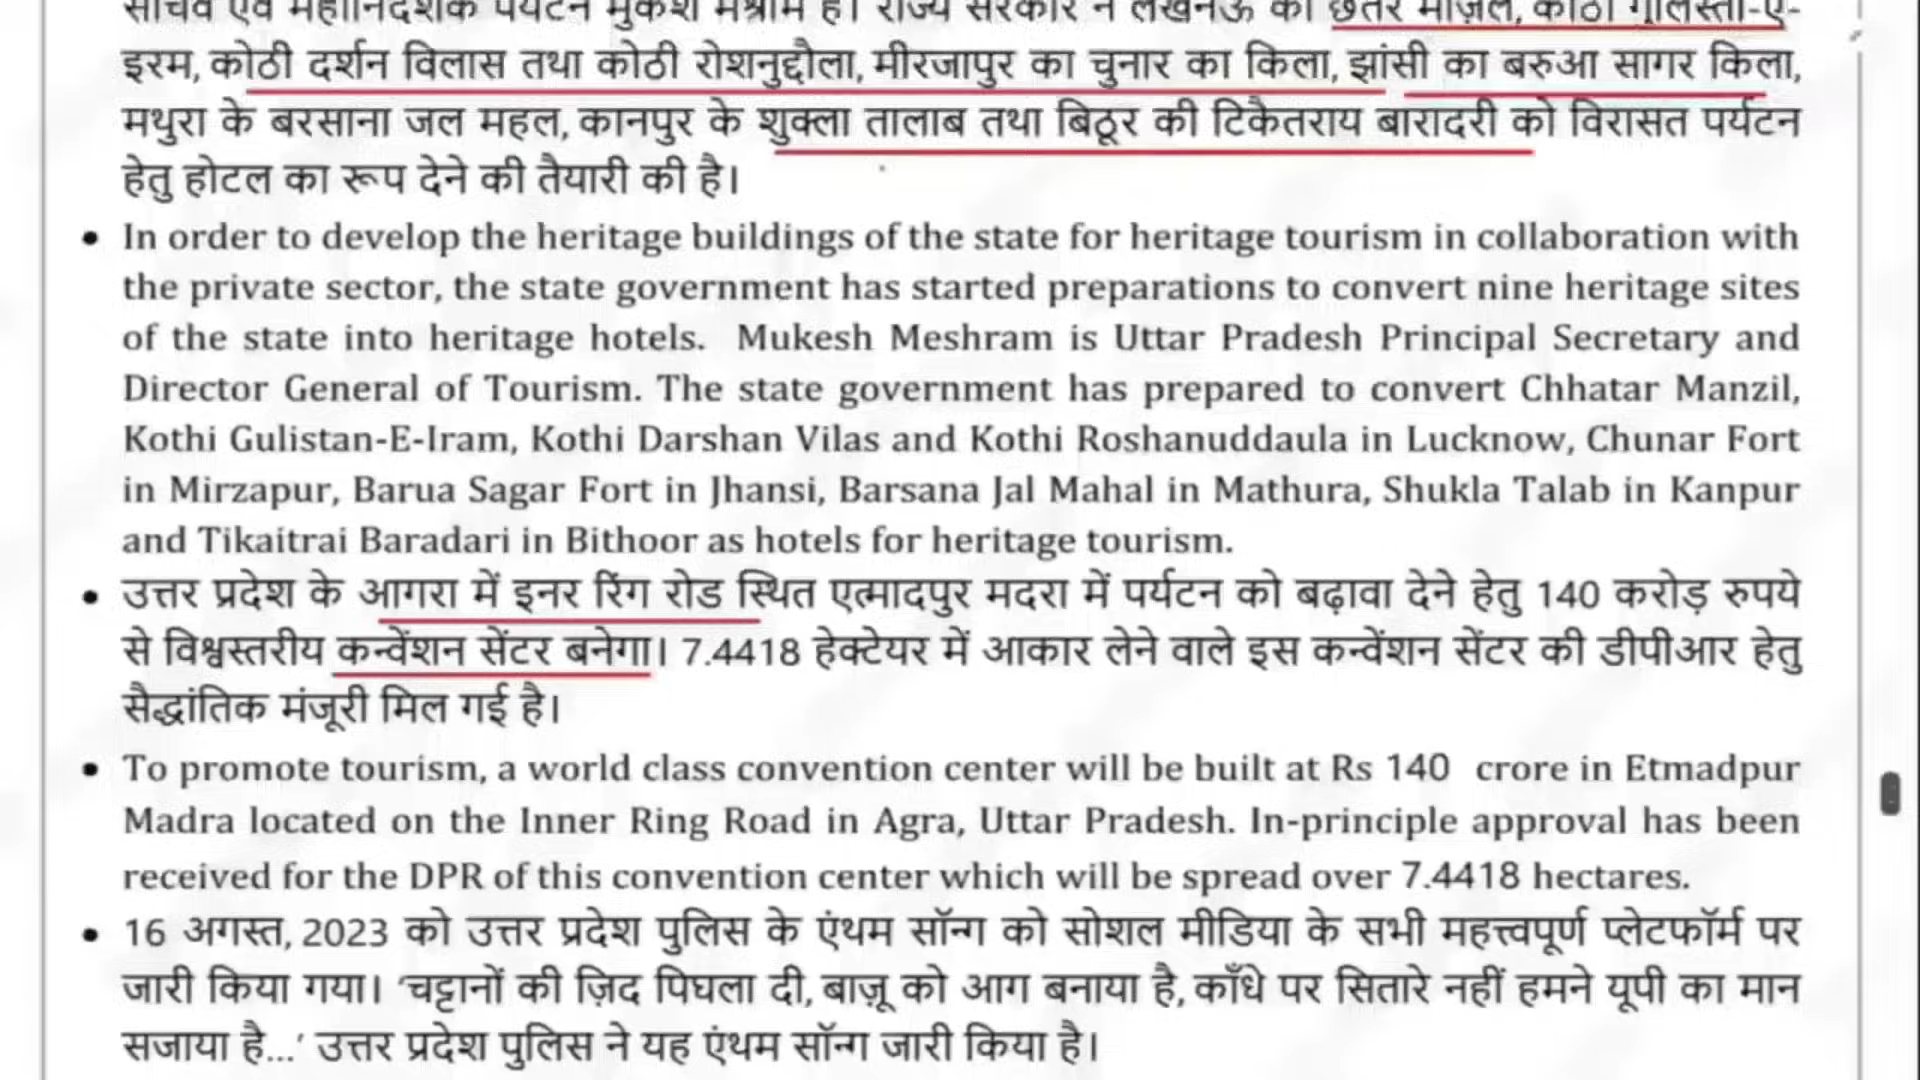 सचिव एवं महानिदेशक पर्यटन मुकेश मेश्राम हैं। राज्य सरकार ने लखनऊ की छतर मंज़िल, कोठी गुलिस्ता-ए-
इरम, कोठी दर्शन विलास तथा कोठी रोशनुद्दौला, मीरजापुर का चुनार का किला, झांसी का बरुआ सागर किला,
मथुरा के बरसाना जल महल, कानपुर के शुक्ला तालाब तथा बिठूर की टिकैतराय बारादरी को विरासत पर्यटन
हेतु होटल का रूप देने की तैयारी की है।
• In order to develop the heritage buildings of the state for heritage tourism in collaboration with
the private sector, the state government has started preparations to convert nine heritage sites
of the state into heritage hotels. Mukesh Meshram is Uttar Pradesh Principal Secretary and
Director General of Tourism. The state government has prepared to convert Chhatar Manzil,
Kothi Gulistan-E-Iram, Kothi Darshan Vilas and Kothi Roshanuddaula in Lucknow, Chunar Fort
in Mirzapur, Barua Sagar Fort in Jhansi, Barsana Jal Mahal in Mathura, Shukla Talab in Kanpur
and Tikaitrai Baradari in Bithoor as hotels for heritage tourism.
• उत्तर प्रदेश के आगरा में इनर रिंग रोड स्थित एत्मादपुर मदरा में पर्यटन को बढ़ावा देने हेतु 140 करोड़ रुपये
से विश्वस्तरीय कन्वेंशन सेंटर बनेगा। 7.4418 हेक्टेयर में आकार लेने वाले इस कन्वेंशन सेंटर की डीपीआर हेतु
सैद्धांतिक मंजूरी मिल गई है।
• To promote tourism, a world class convention center will be built at Rs 140 crore in Etmadpur
Madra located on the Inner Ring Road in Agra, Uttar Pradesh. In-principle approval has been
received for the DPR of this convention center which will be spread over 7.4418 hectares.
• 16 अगस्त, 2023 को उत्तर प्रदेश पुलिस के एंथम सॉन्ग को सोशल मीडिया के सभी महत्त्वपूर्ण प्लेटफॉर्म पर
जारी किया गया। ‘चट्टानों की ज़िद पिघला दी, बाज़ू को आग बनाया है, काँधे पर सितारे नहीं हमने यूपी का मान
सजाया है...’ उत्तर प्रदेश पुलिस ने यह एंथम सॉन्ग जारी किया है।